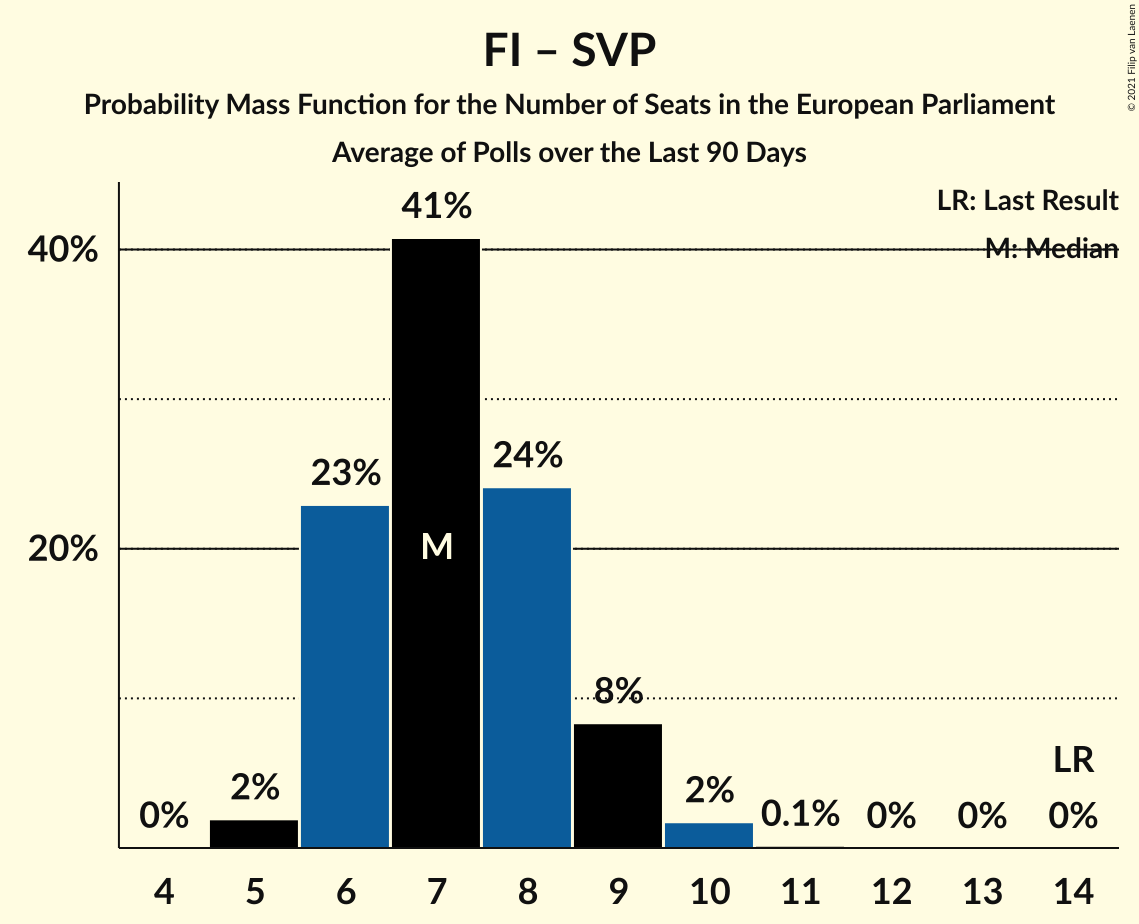 FI – SVP
Probability Mass Function for the Number of Seats in the European Parliament
Average of Polls over the Last 90 Days
© 2021 Filip van Laenen
LR: Last Result
M: Median
40%
20%
0%
2%
23%
41%
M
24%
8%
2%
0.1%
0%
0%
LR
0%
4 5 6 7 8 9 10 11 12 13 14